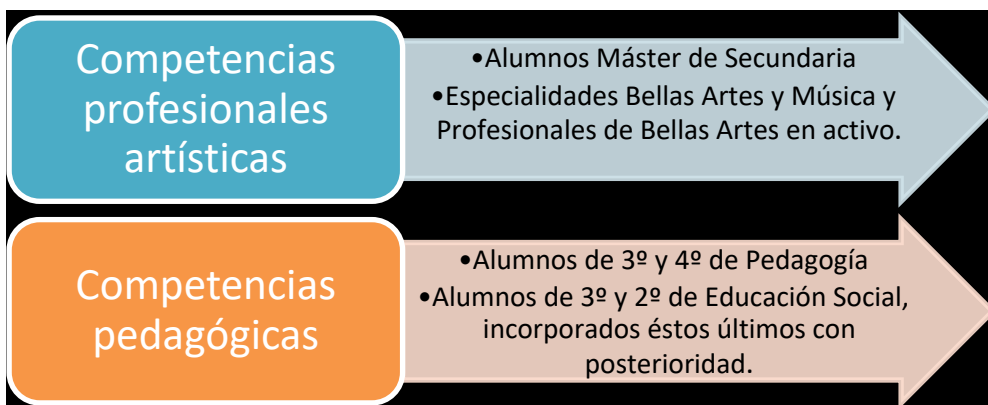 Competencias
profesionales
artísticas
•Alumnos Máster de Secundaria
•Especialidades Bellas Artes y Música y
Profesionales de Bellas Artes en activo.
Competencias
pedagógicas
•Alumnos de 3º y 4º de Pedagogía
•Alumnos de 3º y 2º de Educación Social,
incorporados éstos últimos con
posterioridad.